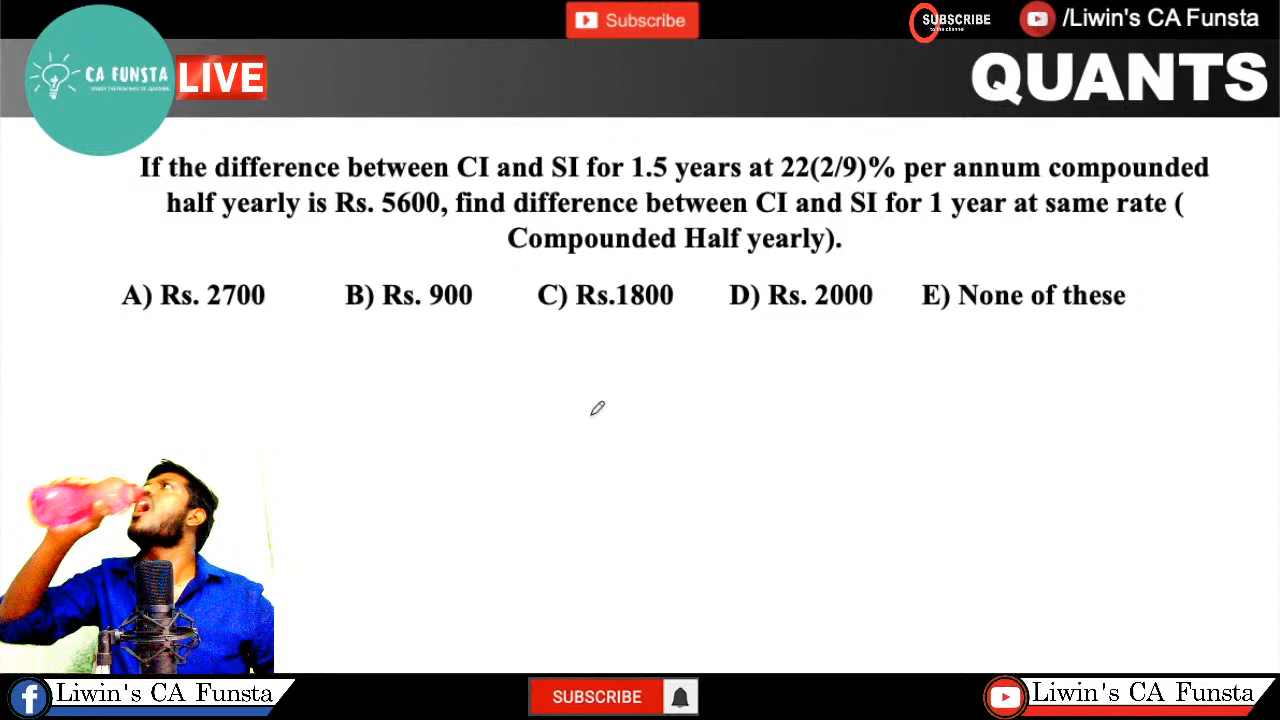 Subscribe
SUBSCRIBE
to the channel
/Liwin's CA Funsta
CA FUNSTA
LIVE
QUANTS
If the difference between CI and SI for 1.5 years at 22(2/9)% per annum compounded
half yearly is Rs. 5600, find difference between CI and SI for 1 year at same rate (
Compounded Half yearly).
A) Rs. 2700 B) Rs. 900 C) Rs.1800 D) Rs. 2000 E) None of these
Liwin's CA Funsta
SUBSCRIBE
Liwin's CA Funsta